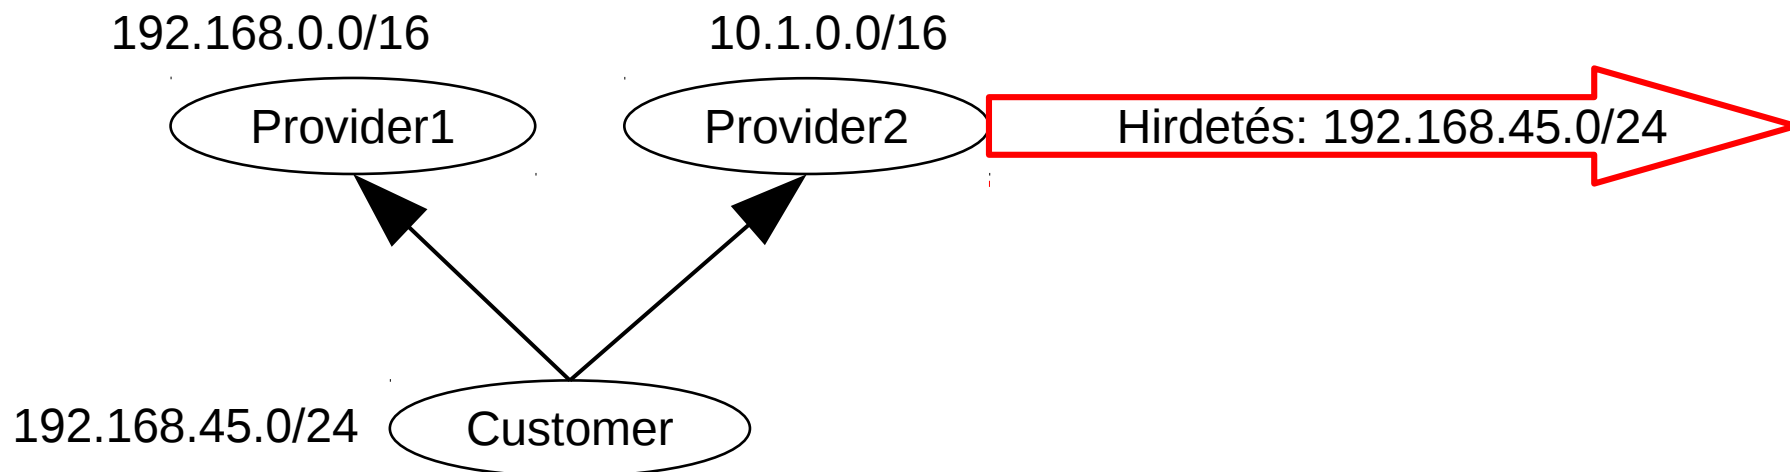 192.168.0.0/16
10.1.0.0/16
Provider1
Provider2
Hirdetés: 192.168.45.0/24
192.168.45.0/24
Customer